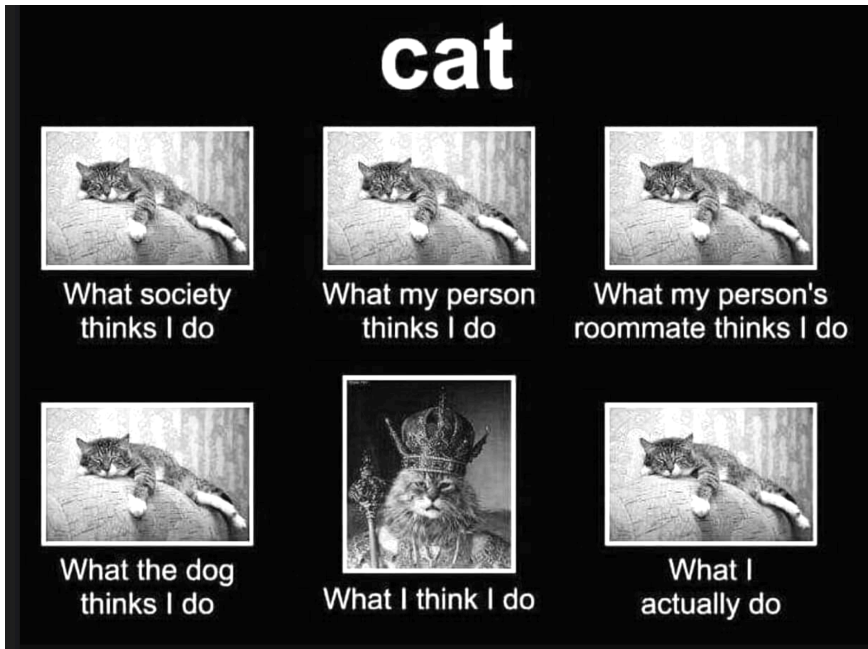 cat
What society
thinks I do
What my person
thinks I do
What my person's
roommate thinks I do
What the dog
thinks I do
What I think I do
What I
actually do